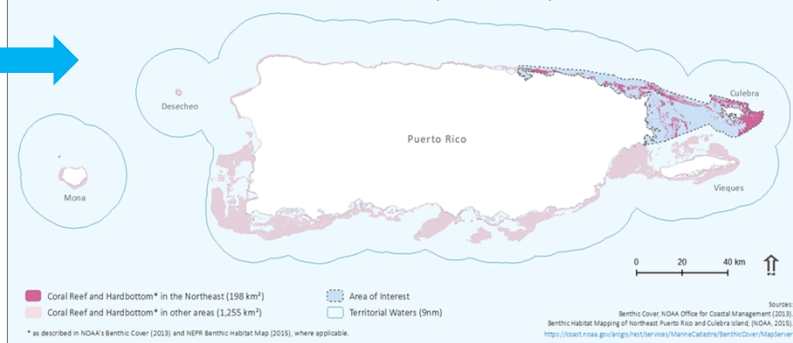 Desecheo
Culebra
Puerto Rico
Mona
Vieques
0 20 40 km
Coral Reef and Hardbottom* in the Northeast (198 km²)
Coral Reef and Hardbottom* in other areas (1,255 km²)
Area of Interest
Territorial Waters (9nm)
* as described in NOAA's Benthic Cover (2013) and NEPR Benthic Habitat Map (2015), where applicable.
Sources:
Benthic Cover, NOAA Office for Coastal Management (2013).
Benthic Habitat Mapping of Northeast Puerto Rico and Culebra Island, (NOAA, 2015).
https://coast.noaa.gov/arcgis/rest/services/MarineCadastre/BenthicCover/MapServer